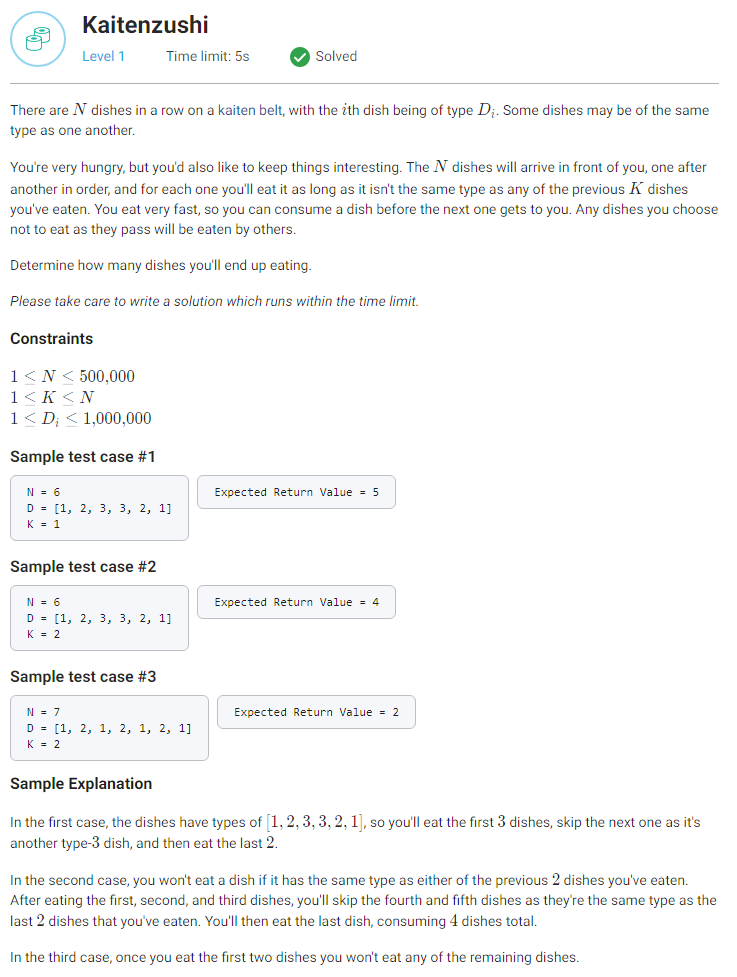 Kaitenzushi
Level 1 Time limit: 5s Solved
There are N dishes in a row on a kaiten belt, with the ith dish being of type Dᵢ. Some dishes may be of the same
type as one another.
You're very hungry, but you'd also like to keep things interesting. The N dishes will arrive in front of you, one after
another in order, and for each one you'll eat it as long as it isn't the same type as any of the previous K dishes
you've eaten. You eat very fast, so you can consume a dish before the next one gets to you. Any dishes you choose
not to eat as they pass will be eaten by others.
Determine how many dishes you'll end up eating.
Please take care to write a solution which runs within the time limit.
Constraints
1 ≤ N ≤ 500,000
1 ≤ K ≤ N
1 ≤ Dᵢ ≤ 1,000,000
Sample test case #1
N = 6
D = [1, 2, 3, 3, 2, 1]
K = 1
Expected Return Value = 5
Sample test case #2
N = 6
D = [1, 2, 3, 3, 2, 1]
K = 2
Expected Return Value = 4
Sample test case #3
N = 7
D = [1, 2, 1, 2, 1, 2, 1]
K = 2
Expected Return Value = 2
Sample Explanation
In the first case, the dishes have types of [1, 2, 3, 3, 2, 1], so you'll eat the first 3 dishes, skip the next one as it's
another type-3 dish, and then eat the last 2.
In the second case, you won't eat a dish if it has the same type as either of the previous 2 dishes you've eaten.
After eating the first, second, and third dishes, you'll skip the fourth and fifth dishes as they're the same type as the
last 2 dishes that you've eaten. You'll then eat the last dish, consuming 4 dishes total.
In the third case, once you eat the first two dishes you won't eat any of the remaining dishes.